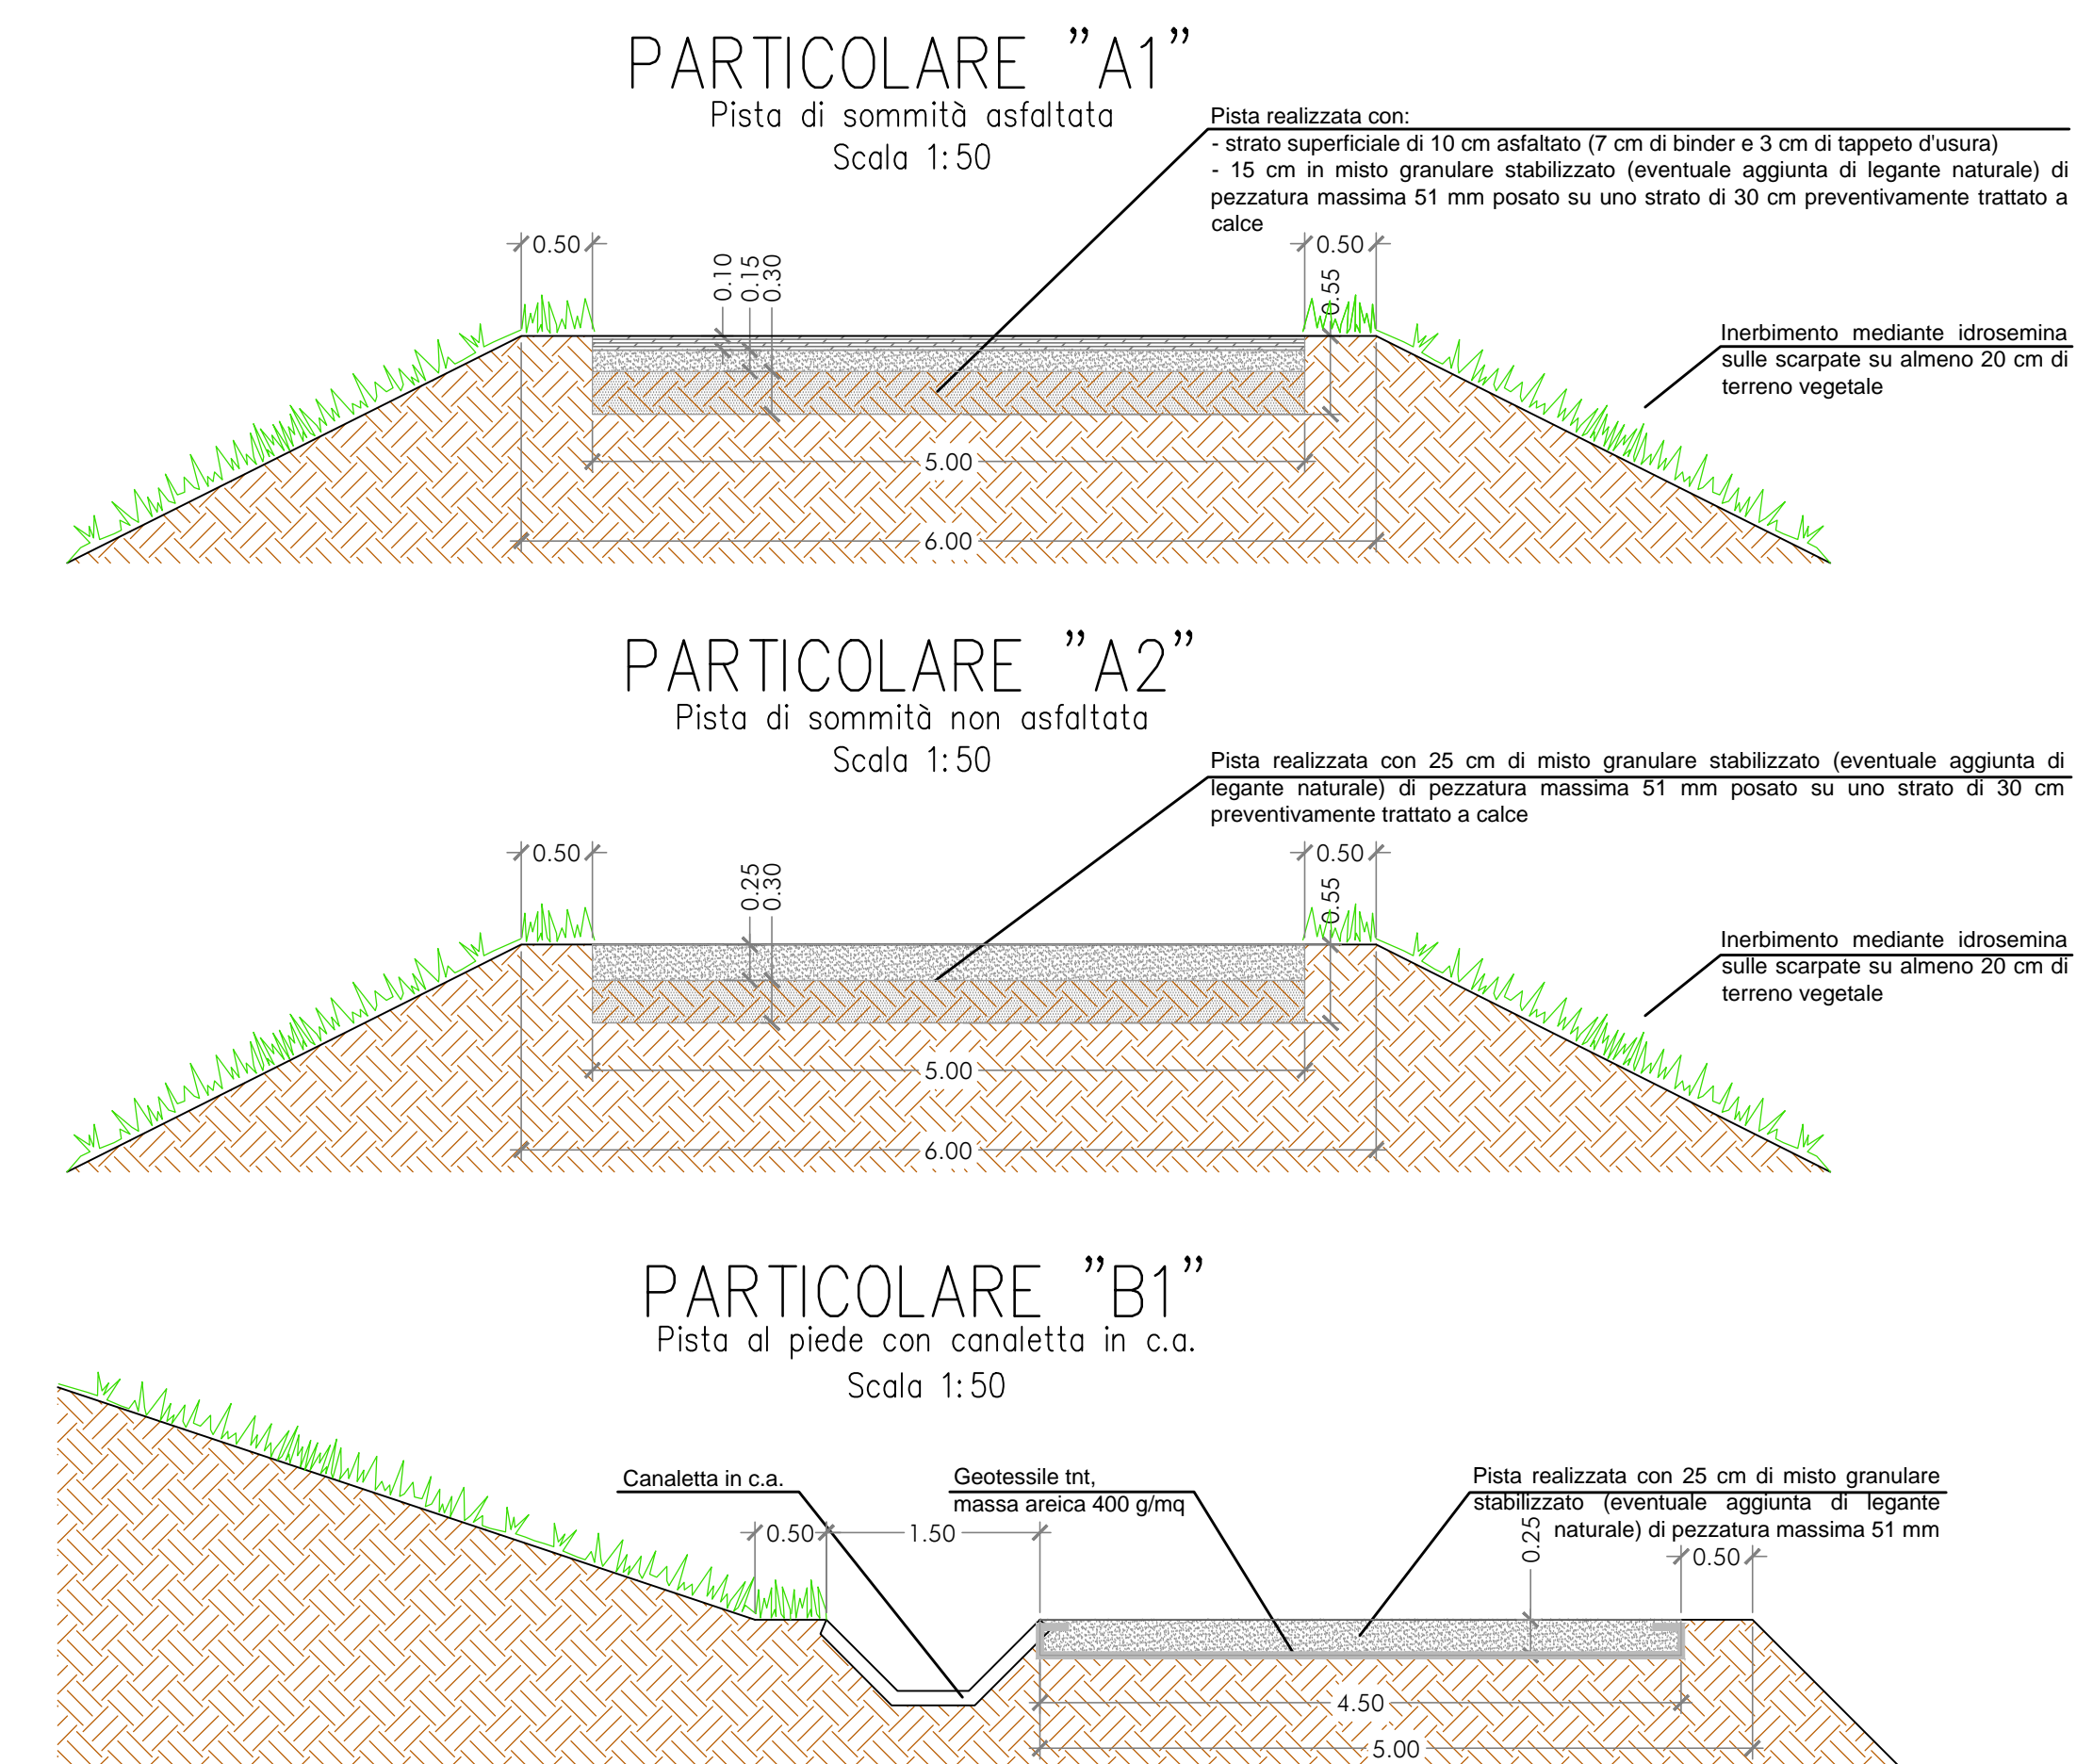 PARTICOLARE "A1"
Pista di sommità asfaltata
Scala 1:50
Pista realizzata con:
- strato superficiale di 10 cm asfaltato (7 cm di binder e 3 cm di tappeto d'usura)
- 15 cm in misto granulare stabilizzato (eventuale aggiunta di legante naturale) di
pezzatura massima 51 mm posato su uno strato di 30 cm preventivamente trattato a
calce
0.50
0.10
0.15
0.30
0.50
0.55
Inerbimento mediante idrosemina
sulle scarpate su almeno 20 cm di
terreno vegetale
5.00
6.00
PARTICOLARE "A2"
Pista di sommità non asfaltata
Scala 1:50
Pista realizzata con 25 cm di misto granulare stabilizzato (eventuale aggiunta di
legante naturale) di pezzatura massima 51 mm posato su uno strato di 30 cm
preventivamente trattato a calce
0.50
0.25
0.30
0.50
0.55
Inerbimento mediante idrosemina
sulle scarpate su almeno 20 cm di
terreno vegetale
5.00
6.00
PARTICOLARE "B1"
Pista al piede con canaletta in c.a.
Scala 1:50
Canaletta in c.a.
Geotessile tnt,
massa areica 400 g/mq
Pista realizzata con 25 cm di misto granulare
stabilizzato (eventuale aggiunta di legante
naturale) di pezzatura massima 51 mm
0.50
1.50
0.25
0.50
4.50
5.00